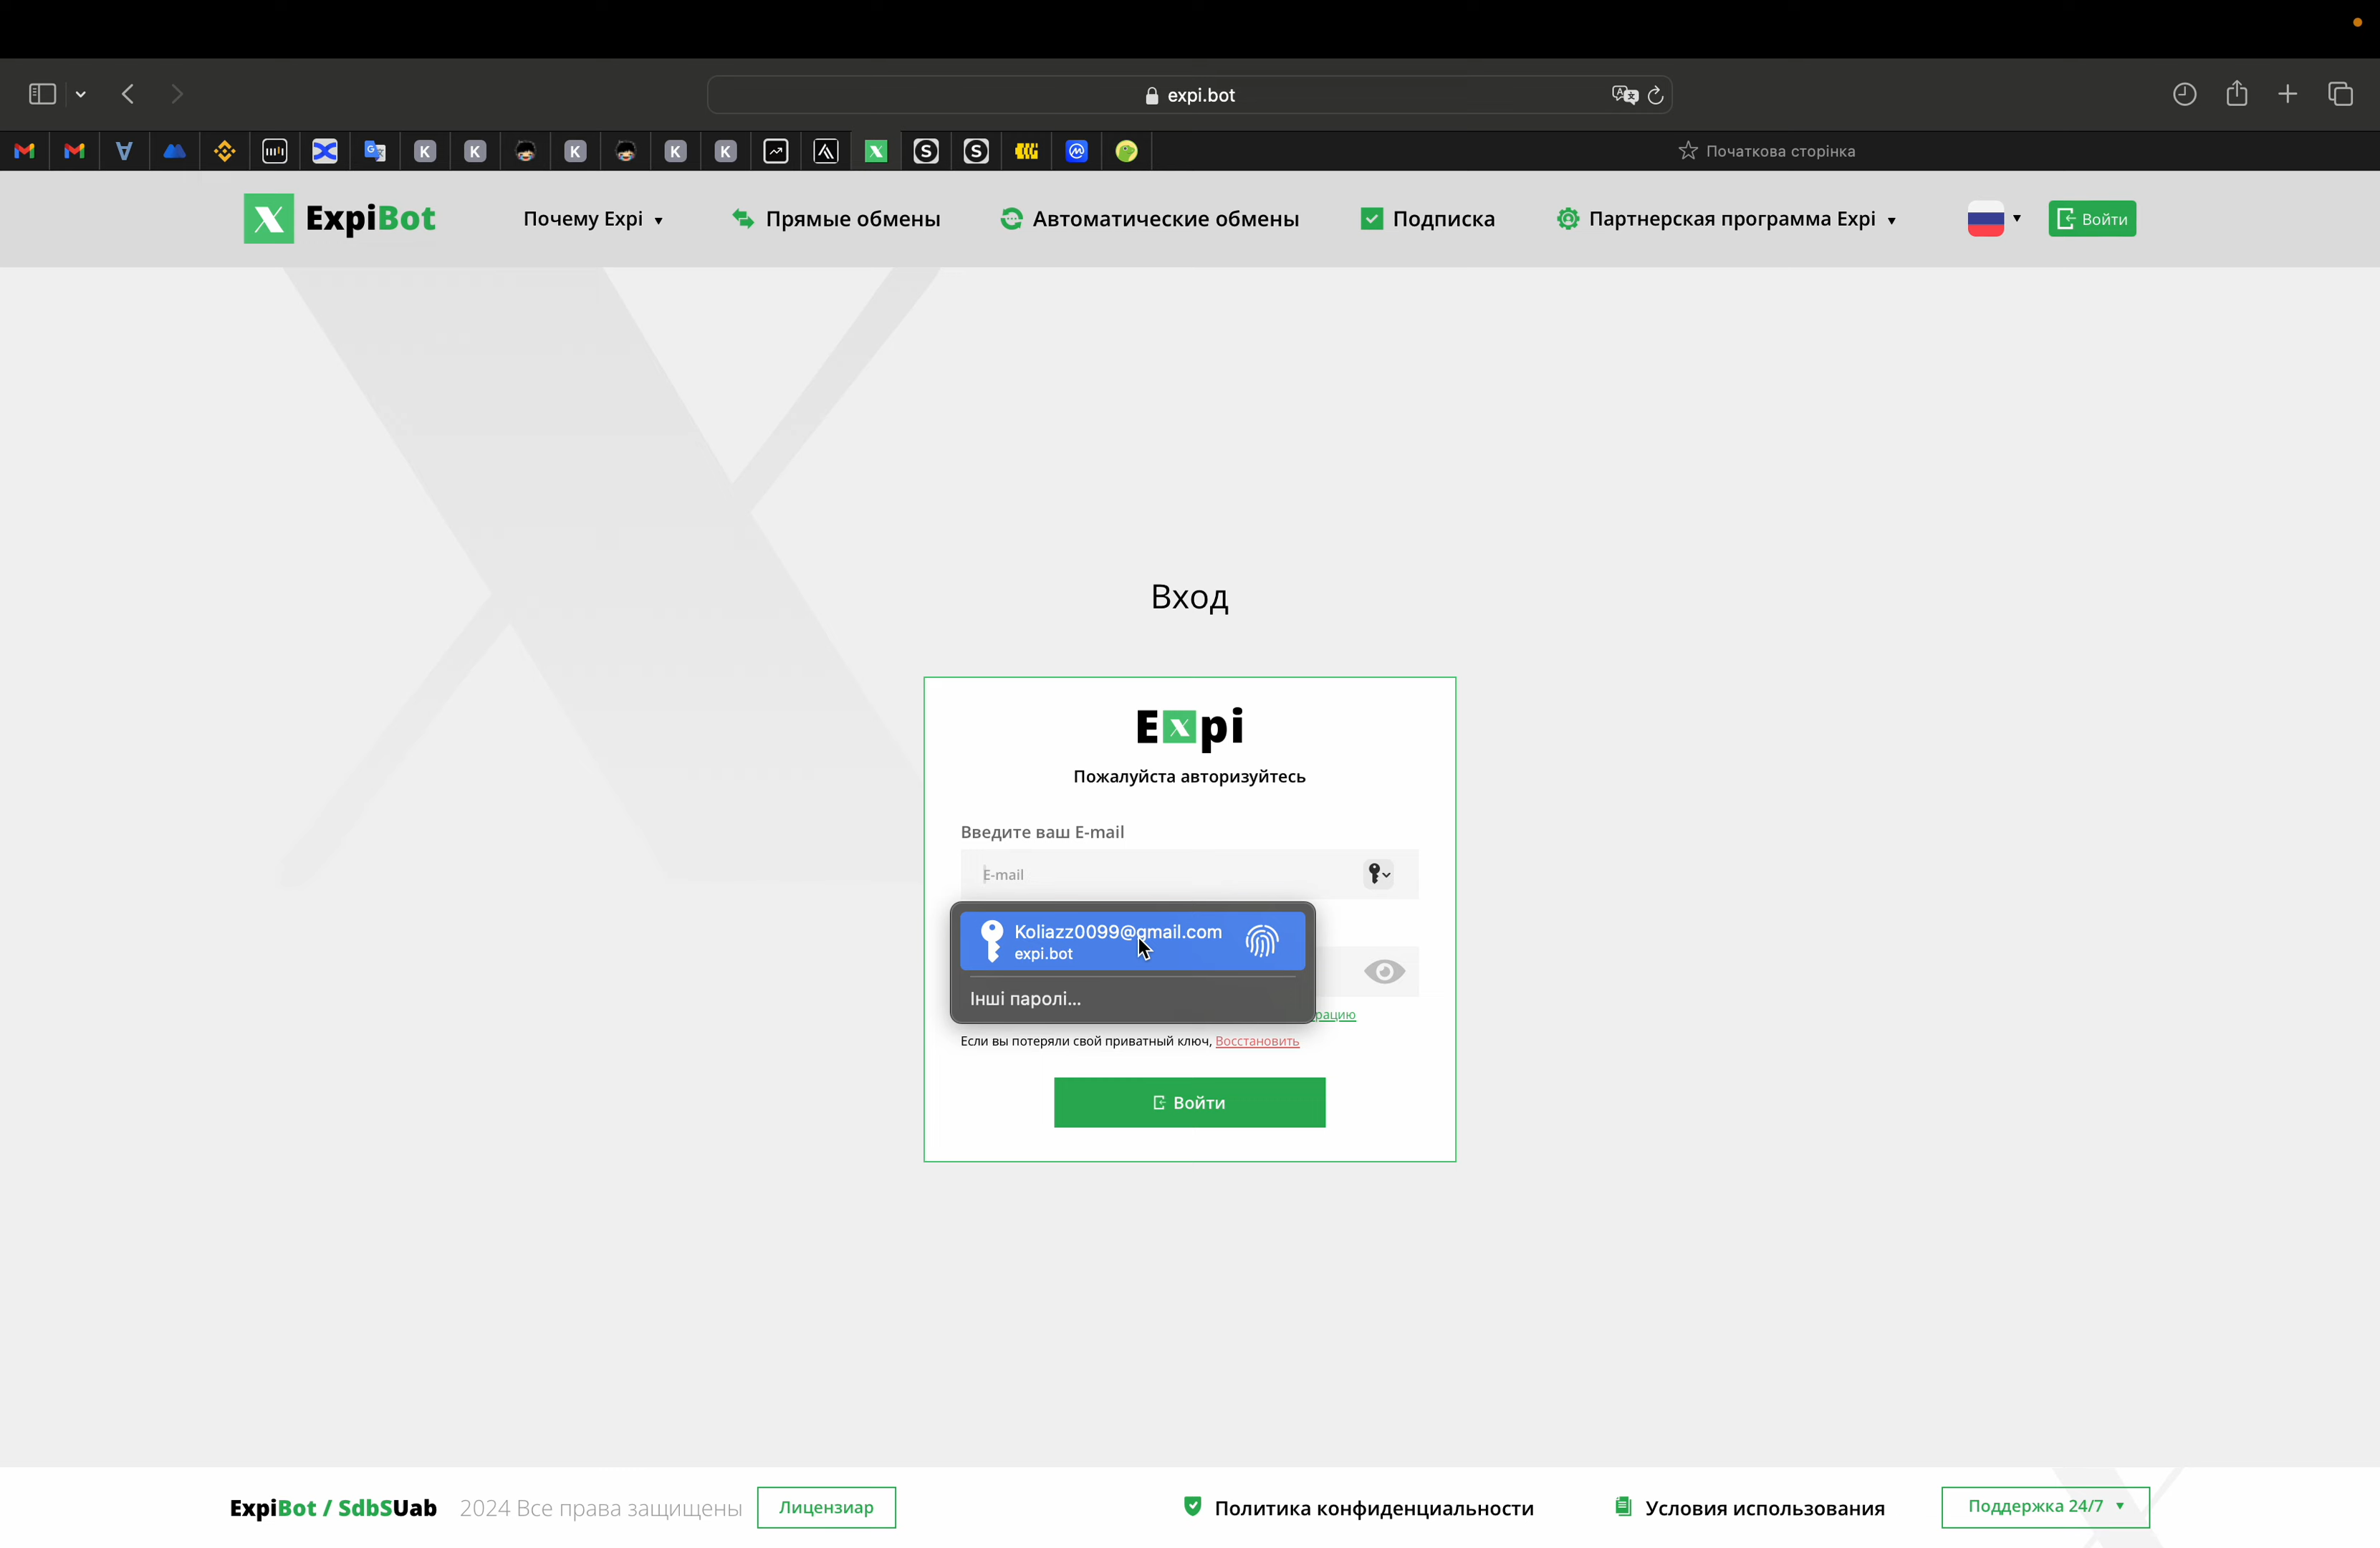 expi.bot
K
K
K
K
K
S
S
Початкова сторінка
ExpiBot
Почему Expi
Прямые обмены
Автоматические обмены
Подписка
Партнерская программа Expi
Войти
Вход
Expi
Пожалуйста авторизуйтесь
Введите ваш E-mail
E-mail
Koliazz0099@gmail.com
expi.bot
Інші паролі...
рацию
Если вы потеряли свой приватный ключ, Восстановить
Войти
ExpiBot / SdbSUab
2024 Все права защищены
Лицензиар
Политика конфиденциальности
Условия использования
Поддержка 24/7